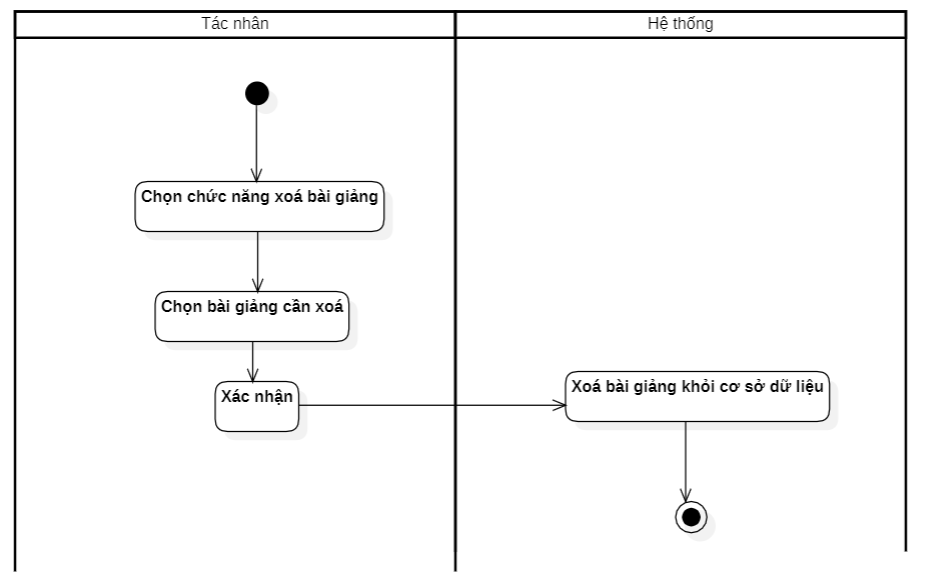 Tác nhân
Hệ thống
Chọn chức năng xoá bài giảng
Chọn bài giảng cần xoá
Xác nhận
Xoá bài giảng khỏi cơ sở dữ liệu